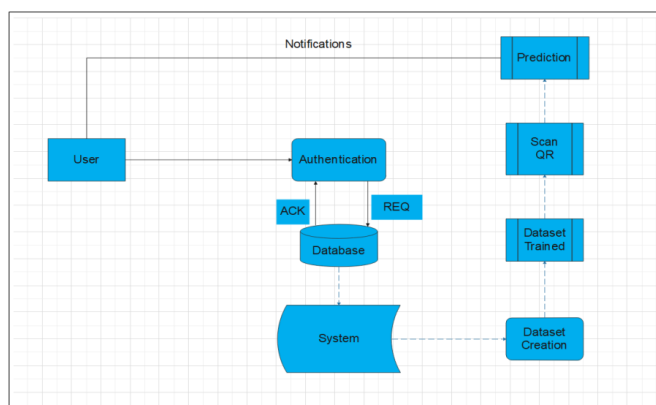 Notifications
Prediction
User
Authentication
Scan
QR
ACK
REQ
Database
Dataset
Trained
System
Dataset
Creation